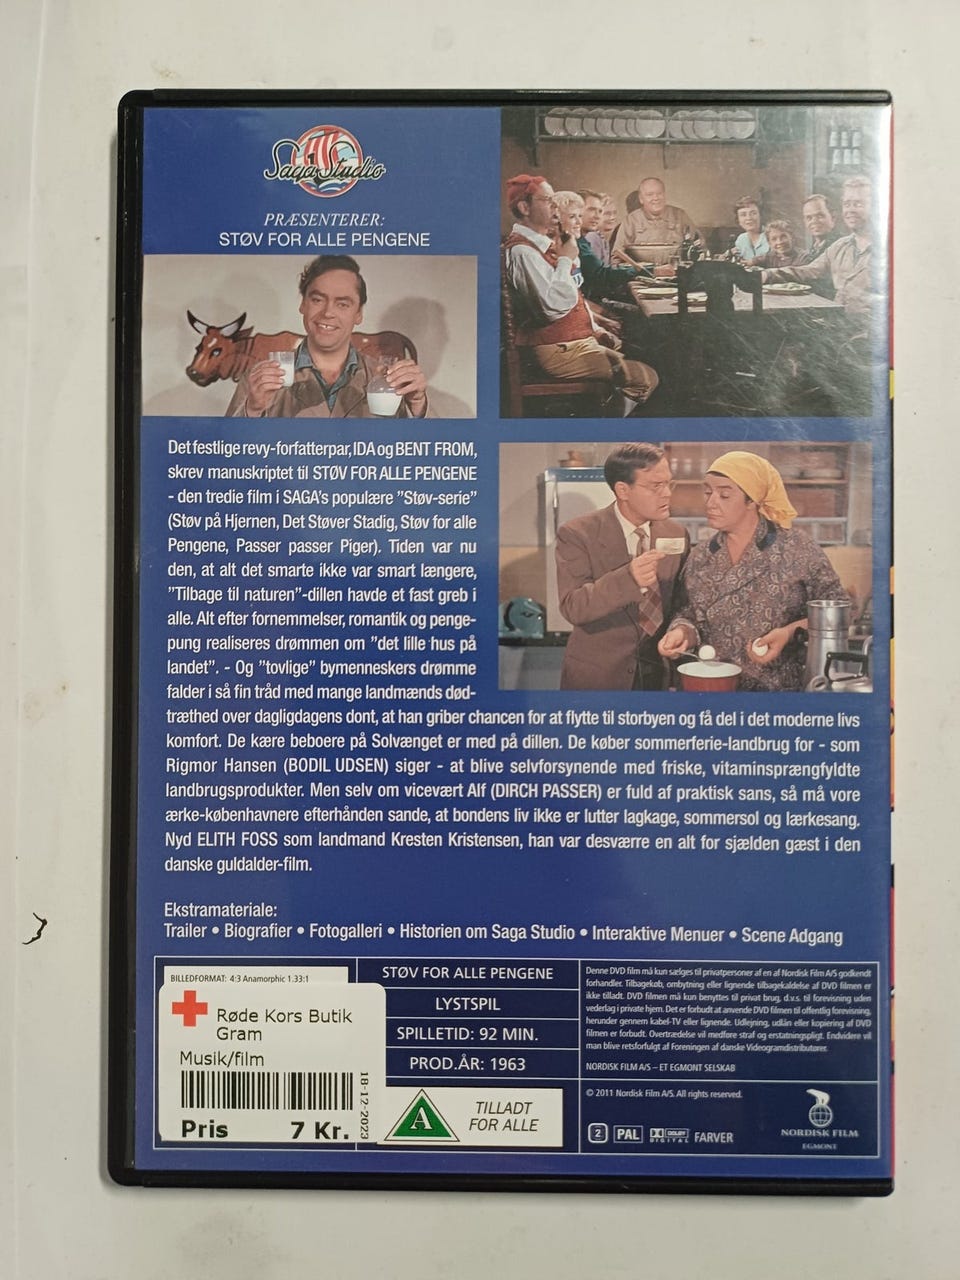 Saga Studio
PRÆSENTERER:
STØV FOR ALLE PENGENE
Det festlige revy-forfatterpar, IDA og BENT FROM,
skrev manuskriptet til STØV FOR ALLE PENGENE
- den tredie film i SAGA's populære "Støv-serie"
(Støv på Hjernen, Det Støver Stadig, Støv for alle
Pengene, Passer passer Piger). Tiden var nu
den, at alt det smarte ikke var smart længere,
"Tilbage til naturen"-dillen havde et fast greb i
alle. Alt efter fornemmelser, romantik og penge-
pung realiseres drømmen om "det lille hus på
landet". - Og "tovlige" bymenneskers drømme
falder i så fin tråd med mange landmænds død-
træthed over dagligdagens dont, at han griber chancen for at flytte til storbyen og få del i det moderne livs
komfort. De kære beboere på Solvænget er med på dillen. De køber sommerferie-landbrug for - som
Rigmor Hansen (BODIL UDSEN) siger - at blive selvforsynende med friske, vitaminsprængfyldte
landbrugsprodukter. Men selv om vicevært Alf (DIRCH PASSER) er fuld af praktisk sans, så må vore
ærke-københavnere efterhånden sande, at bondens liv ikke er lutter lagkage, sommersol og lærkesang.
Nyd ELITH FOSS som landmand Kresten Kristensen, han var desværre en alt for sjælden gæst i den
danske guldalder-film.
Ekstramateriale:
Trailer • Biografier • Fotogalleri • Historien om Saga Studio • Interaktive Menuer • Scene Adgang
BILLEDFORMAT: 4:3 Anamorphic 1.33:1
Røde Kors Butik
Gram
Musik/film
18-12-2023
Pris 7 Kr.
STØV FOR ALLE PENGENE
LYSTSPIL
SPILLETID: 92 MIN.
PROD.ÅR: 1963
A
TILLADT
FOR ALLE
Denne DVD film må kun sælges til privatpersoner af en af Nordisk Film A/S godkendt
forhandler. Tilbagekøb, ombytning eller lignende tilbagekaldelse af DVD filmen er
ikke tilladt. DVD filmen må kun benyttes til privat brug, d.v.s. til forevisning uden
vederlag i private hjem. Det er forbudt at anvende DVD filmen til offentlig forevisning,
herunder gennem kabel-TV eller lignende. Udlejning, udlån eller kopiering af DVD
filmen er forbudt. Overtrædelse vil medføre straf og erstatningspligt. Endvidere vil
man blive retsforfulgt af Foreningen af danske Videogramdistributører.
NORDISK FILM A/S – ET EGMONT SELSKAB
© 2011 Nordisk Film A/S. All rights reserved.
2 PAL DOLBY DIGITAL FARVER
NORDISK FILM
EGMONT